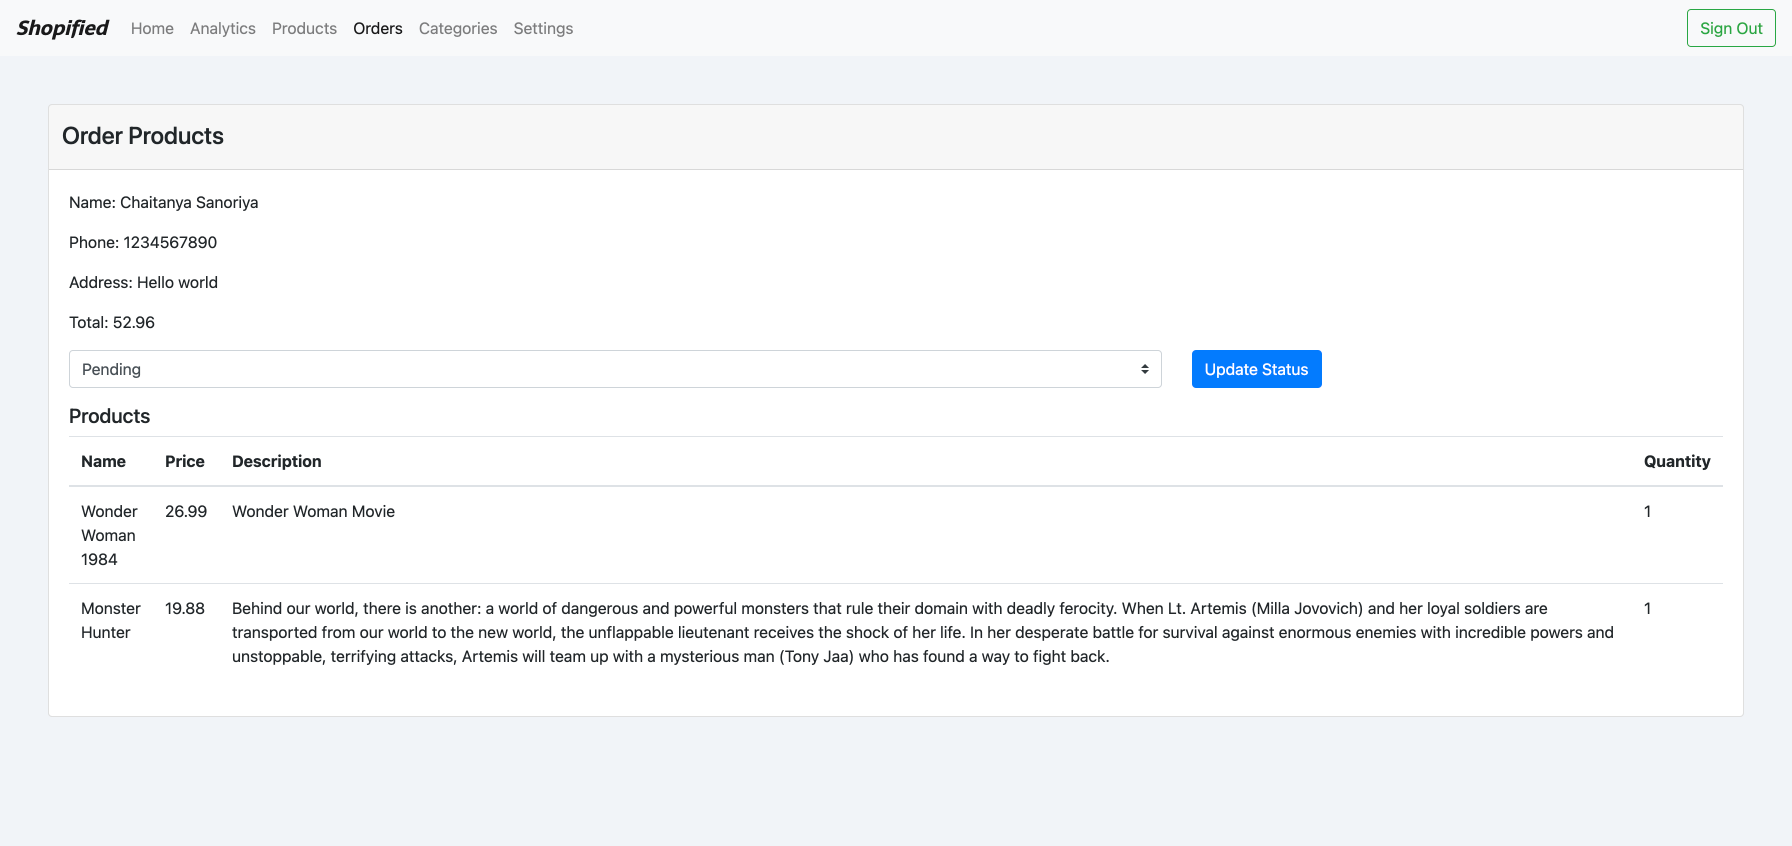 Shopified Home Analytics Products Orders Categories Settings Sign Out
Order Products
Name: Chaitanya Sanoriya
Phone: 1234567890
Address: Hello world
Total: 52.96
Pending Update Status
Products
Name Price Description Quantity
Wonder 26.99 Wonder Woman Movie 1
Woman
1984
Monster 19.88 Behind our world, there is another: a world of dangerous and powerful monsters that rule their domain with deadly ferocity. When Lt. Artemis (Milla Jovovich) and her loyal soldiers are 1
Hunter transported from our world to the new world, the unflappable lieutenant receives the shock of her life. In her desperate battle for survival against enormous enemies with incredible powers and
unstoppable, terrifying attacks, Artemis will team up with a mysterious man (Tony Jaa) who has found a way to fight back.